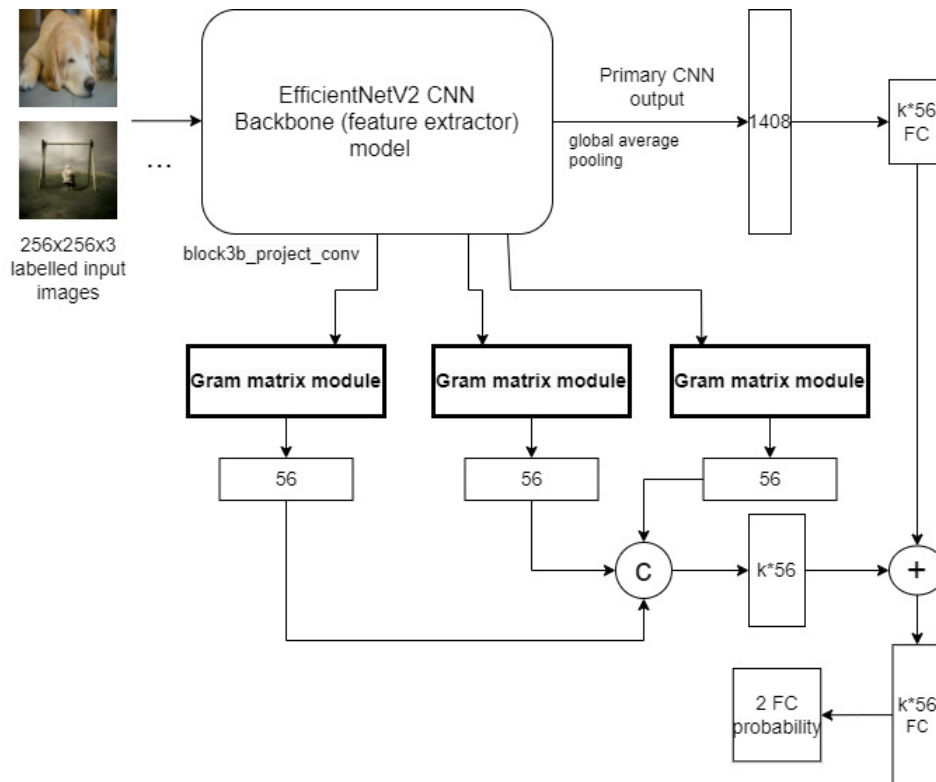 EfficientNetV2 CNN
Backbone (feature extractor)
model
Primary CNN
output
global average
pooling
1408
k*56
FC
...
256x256x3
labelled input
images
block3b_project_conv
Gram matrix module
Gram matrix module
Gram matrix module
56
56
56
C
k*56
+
k*56
FC
2 FC
probability